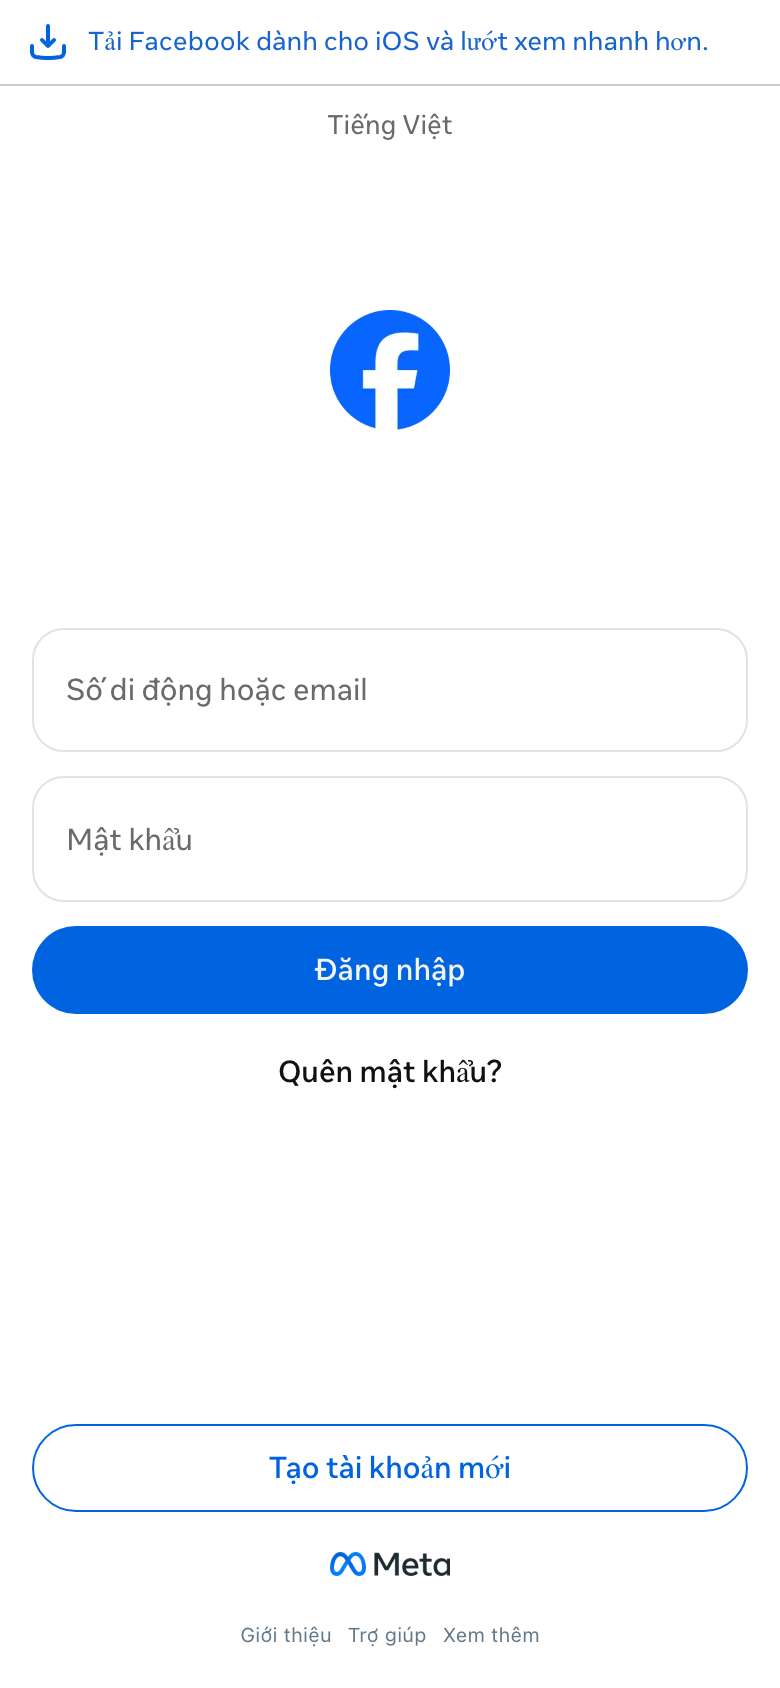 Tải Facebook dành cho iOS và lướt xem nhanh hơn.
Tiếng Việt
Số di động hoặc email
Mật khẩu
Đăng nhập
Quên mật khẩu?
Tạo tài khoản mới
Meta
Giới thiệu Trợ giúp Xem thêm